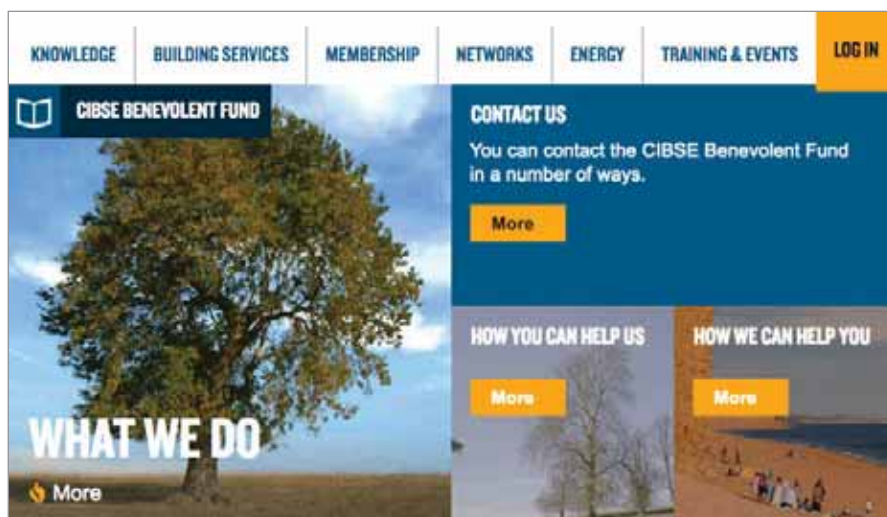 KNOWLEDGE
BUILDING SERVICES
MEMBERSHIP
NETWORKS
ENERGY
TRAINING & EVENTS
LOG IN
CIBSE BENEVOLENT FUND
WHAT WE DO
More
CONTACT US
You can contact the CIBSE Benevolent Fund
in a number of ways.
More
HOW YOU CAN HELP US
More
HOW WE CAN HELP YOU
More